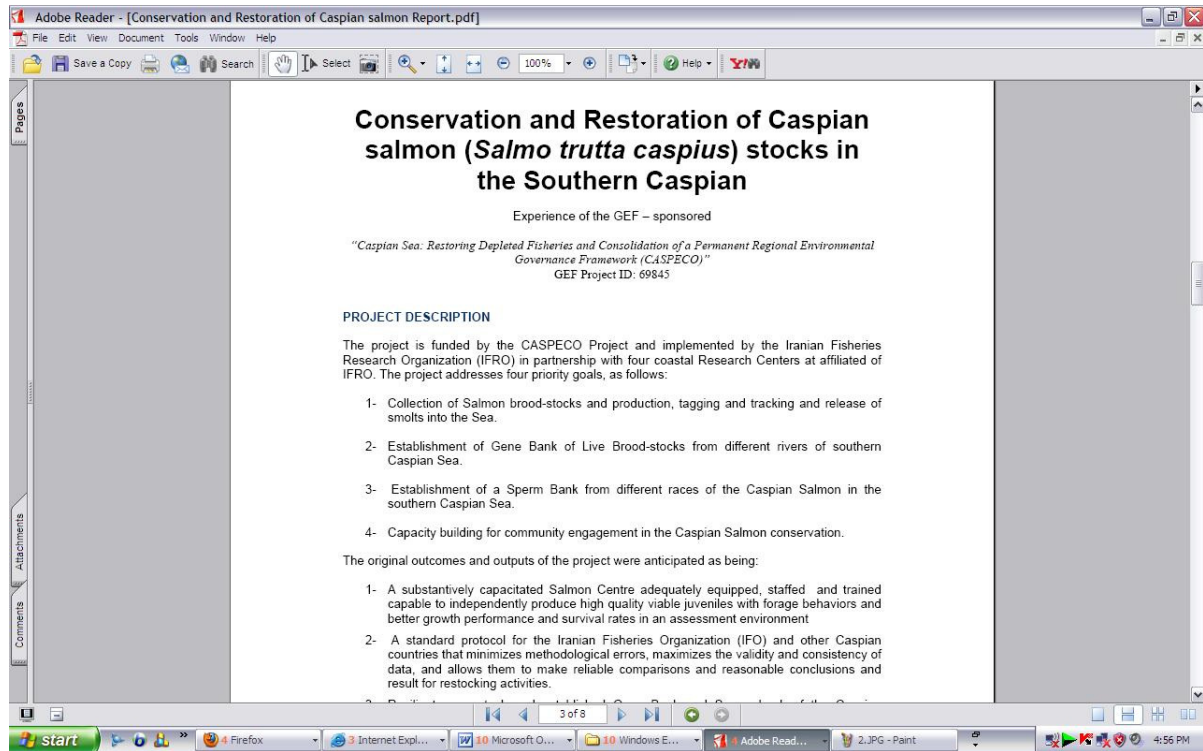 Adobe Reader - [Conservation and Restoration of Caspian salmon Report.pdf]
File Edit View Document Tools Window Help
Save a Copy Search Select 100% Help Y!
Pages
Conservation and Restoration of Caspian
salmon (Salmo trutta caspius) stocks in
the Southern Caspian
Experience of the GEF – sponsored
"Caspian Sea: Restoring Depleted Fisheries and Consolidation of a Permanent Regional Environmental
Governance Framework (CASPECO)"
GEF Project ID: 69845
PROJECT DESCRIPTION
The project is funded by the CASPECO Project and implemented by the Iranian Fisheries
Research Organization (IFRO) in partnership with four coastal Research Centers at affiliated of
IFRO. The project addresses four priority goals, as follows:
1- Collection of Salmon brood-stocks and production, tagging and tracking and release of
smolts into the Sea.
2- Establishment of Gene Bank of Live Brood-stocks from different rivers of southern
Caspian Sea.
3- Establishment of a Sperm Bank from different races of the Caspian Salmon in the
southern Caspian Sea.
4- Capacity building for community engagement in the Caspian Salmon conservation.
The original outcomes and outputs of the project were anticipated as being:
1- A substantively capacitated Salmon Centre adequately equipped, staffed and trained
capable to independently produce high quality viable juveniles with forage behaviors and
better growth performance and survival rates in an assessment environment
2- A standard protocol for the Iranian Fisheries Organization (IFO) and other Caspian
countries that minimizes methodological errors, maximizes the validity and consistency of
data, and allows them to make reliable comparisons and reasonable conclusions and
result for restocking activities.
Attachments
Comments
3 of 8
start 4 Firefox 3 Internet Expl... 10 Microsoft O... 10 Windows E... 4 Adobe Read... 2.JPG - Paint 4:56 PM